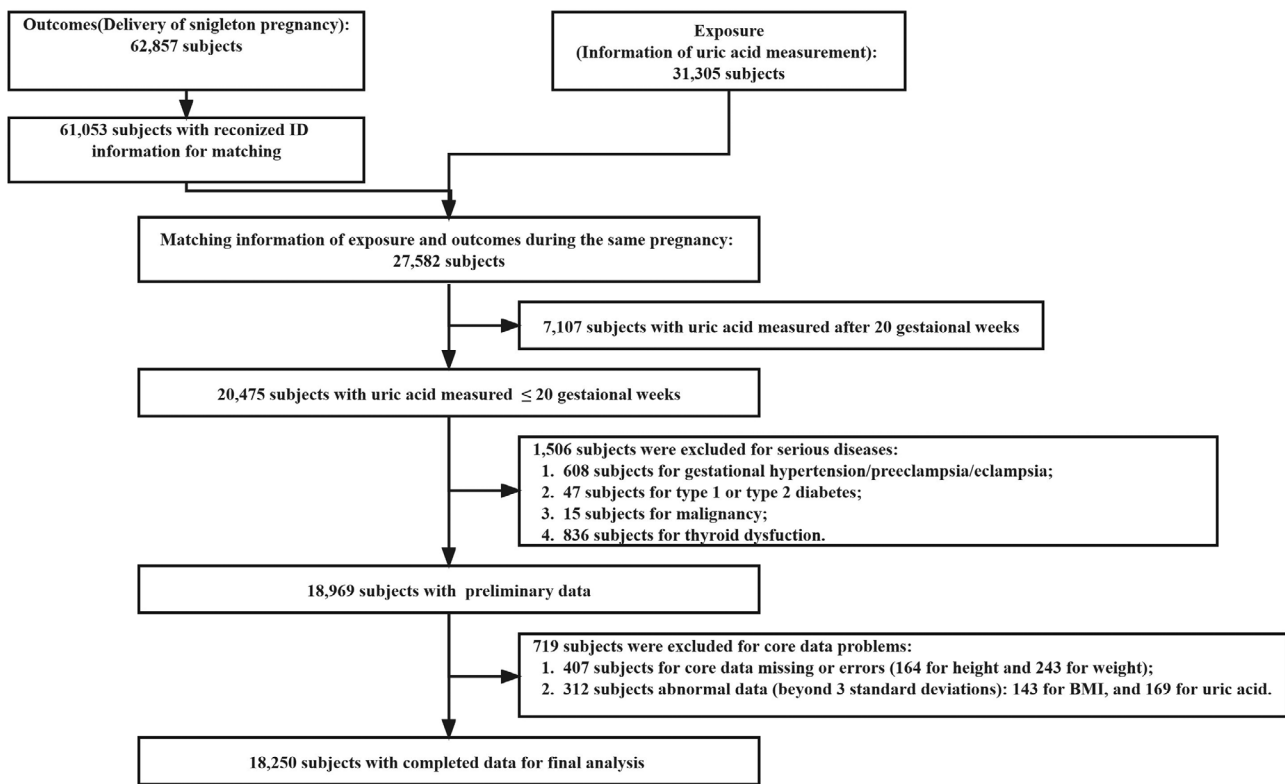 Outcomes(Delivery of snigleton pregnancy):
62,857 subjects
Exposure
(Information of uric acid measurement):
31,305 subjects
61,053 subjects with reconized ID
information for matching
Matching information of exposure and outcomes during the same pregnancy:
27,582 subjects
7,107 subjects with uric acid measured after 20 gestaional weeks
20,475 subjects with uric acid measured ≤ 20 gestaional weeks
1,506 subjects were excluded for serious diseases:
1. 608 subjects for gestational hypertension/preeclampsia/eclampsia;
2. 47 subjects for type 1 or type 2 diabetes;
3. 15 subjects for malignancy;
4. 836 subjects for thyroid dysfuction.
18,969 subjects with preliminary data
719 subjects were excluded for core data problems:
1. 407 subjects for core data missing or errors (164 for height and 243 for weight);
2. 312 subjects abnormal data (beyond 3 standard deviations): 143 for BMI, and 169 for uric acid.
18,250 subjects with completed data for final analysis